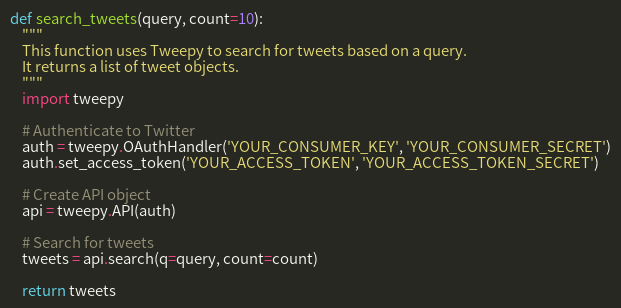 def search_tweets(query, count=10):
    """
    This function uses Tweepy to search for tweets based on a query.
    It returns a list of tweet objects.
    """
    import tweepy

    # Authenticate to Twitter
    auth = tweepy.OAuthHandler('YOUR_CONSUMER_KEY', 'YOUR_CONSUMER_SECRET')
    auth.set_access_token('YOUR_ACCESS_TOKEN', 'YOUR_ACCESS_TOKEN_SECRET')

    # Create API object
    api = tweepy.API(auth)

    # Search for tweets
    tweets = api.search(q=query, count=count)

    return tweets